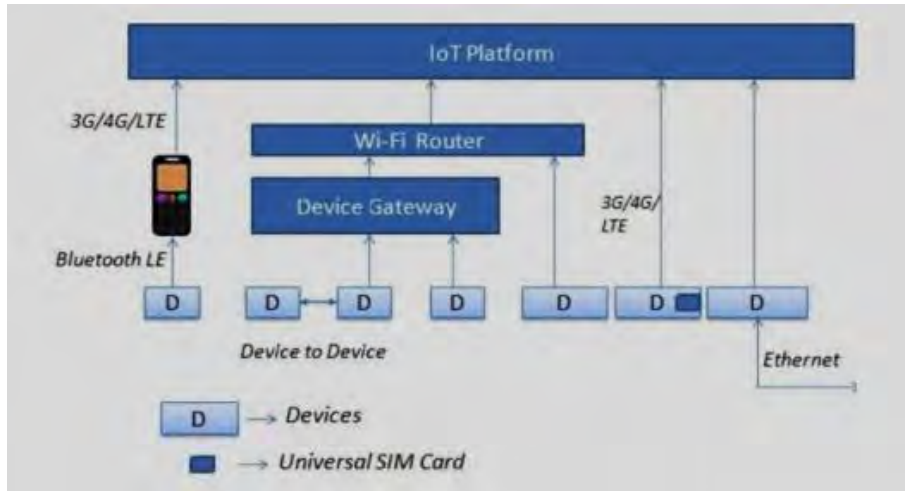 IoT Platform
3G/4G/LTE
Wi-Fi Router
Device Gateway
3G/4G/
LTE
Bluetooth LE
D
D
D
D
D
D
D
Device to Device
Ethernet
D
Devices
Universal SIM Card